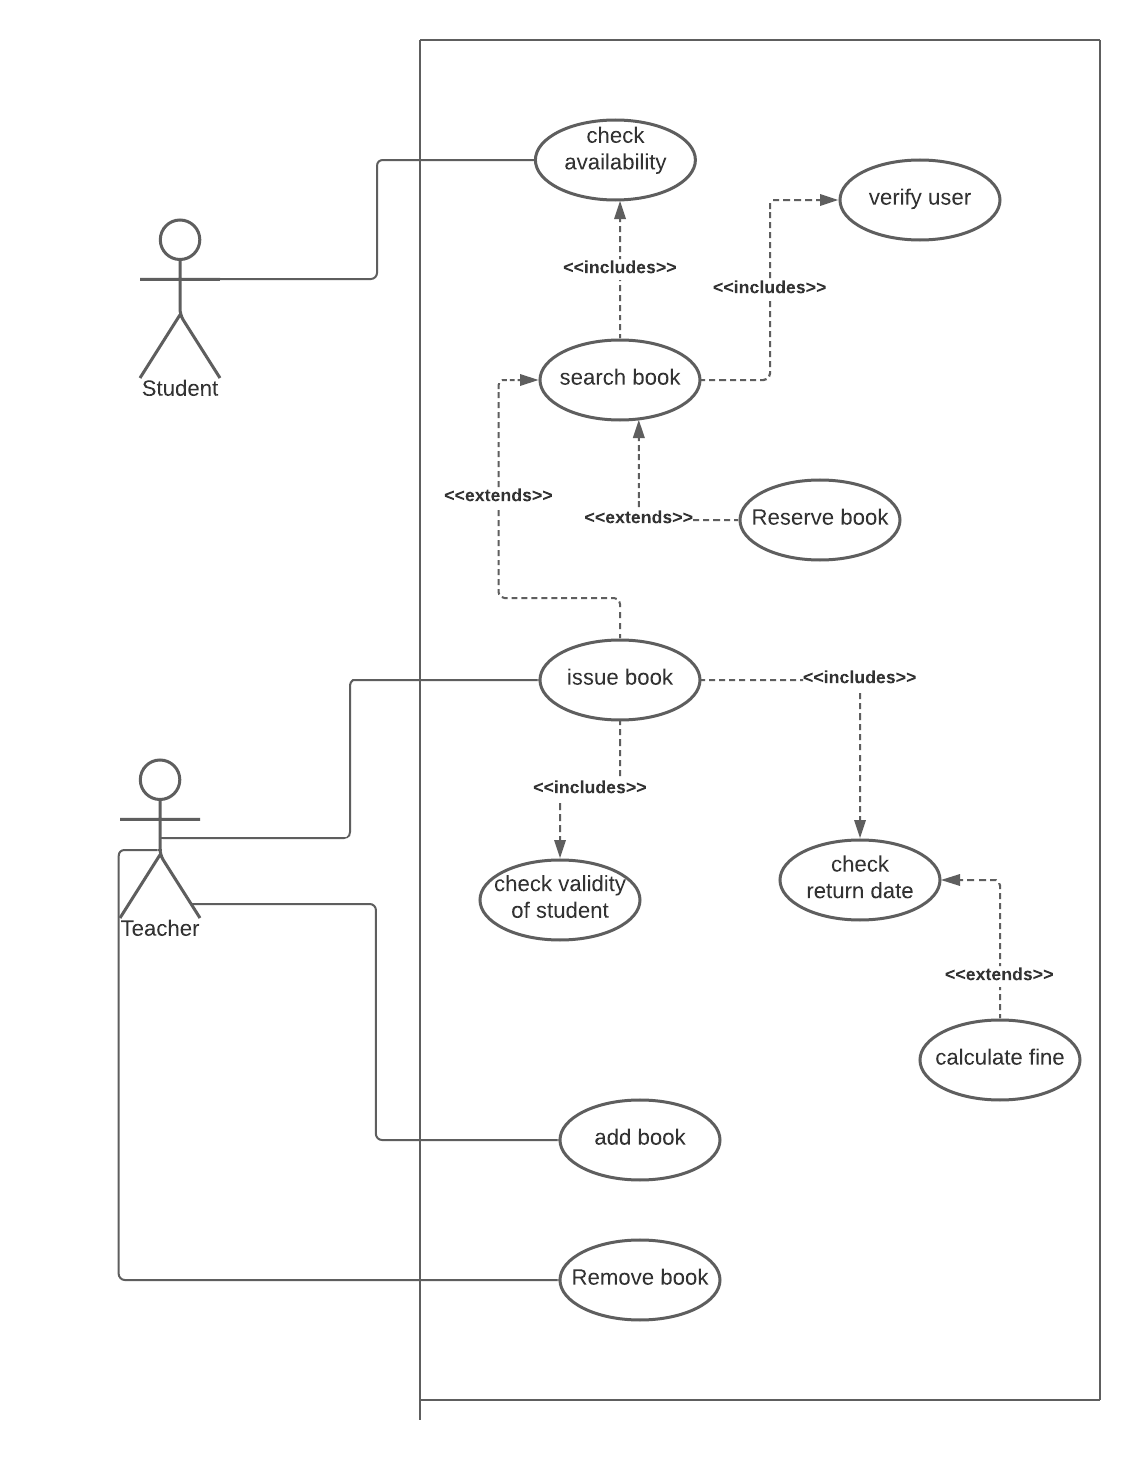 check
availability
verify user
<<includes>>
<<includes>>
search book
Student
<<extends>>
<<extends>>
Reserve book
issue book
<<includes>>
<<includes>>
check validity
of student
check
return date
Teacher
<<extends>>
calculate fine
add book
Remove book